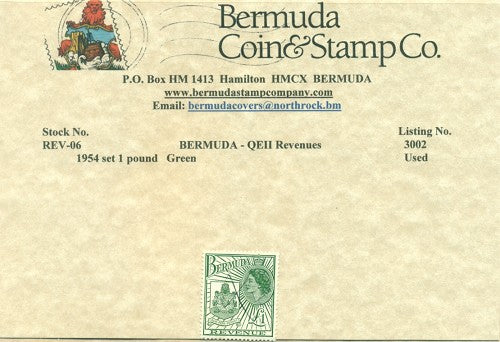 Bermuda
Coin&Stamp Co.
P.O. Box HM 1413 Hamilton HMCX BERMUDA
www.bermudastampcompany.com
Email: bermudacovers@northrock.bm
Stock No. Listing No.
REV-06 BERMUDA - QEII Revenues 3002
1954 set 1 pound Green Used
BERMUDA
£1
REVENUE